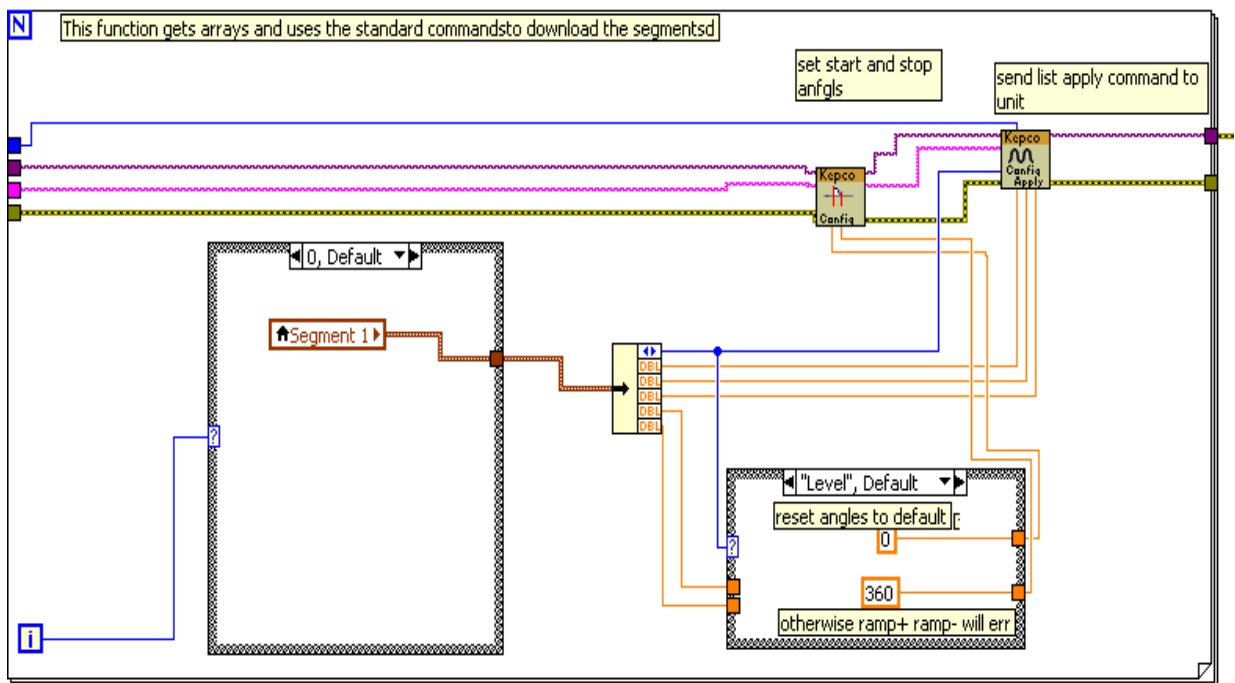 N
This function gets arrays and uses the standard commandsto download the segmentsd
set start and stop
anfgls
send list apply command to
unit
Kepco
Config
Apply
Kepco
Config
0, Default
Segment 1
DBL
DBL
DBL
DBL
DBL
?
"Level", Default
reset angles to default
?
0
360
otherwise ramp+ ramp- will err
i